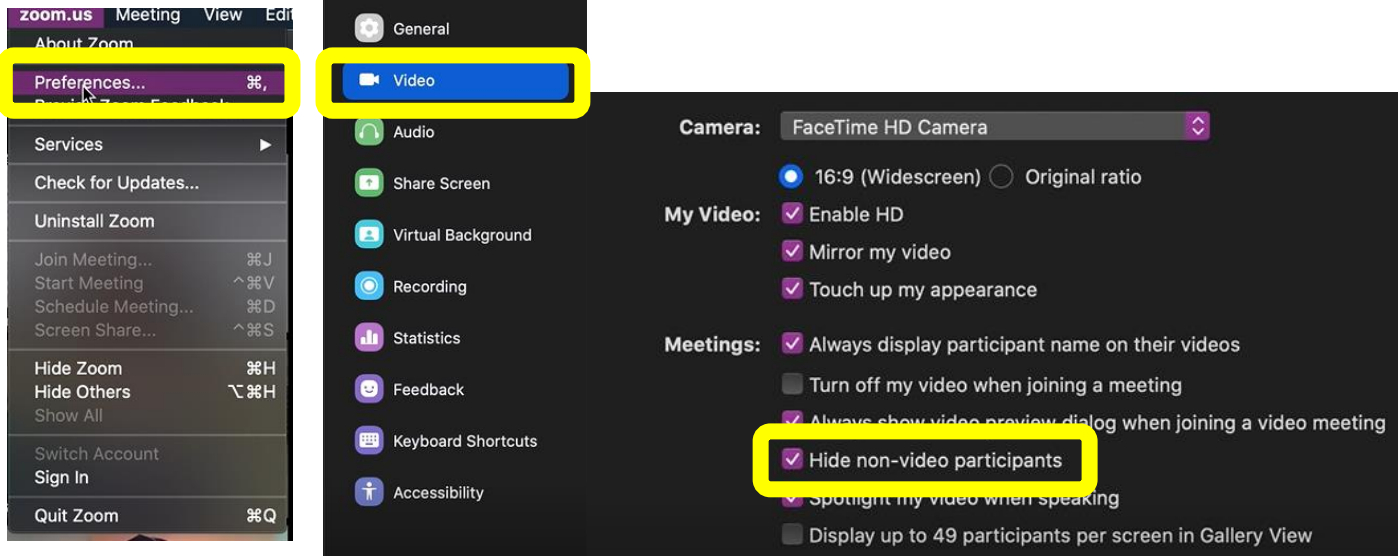 zoom.us Meeting View Edit
About Zoom
Preferences... ⌘,
Preview Zoom Feedback
Services ▶
Check for Updates...
Uninstall Zoom
Join Meeting... ⌘J
Start Meeting ^⌘V
Schedule Meeting... ⌘D
Screen Share... ^⌘S
Hide Zoom ⌘H
Hide Others ⌥⌘H
Show All
Switch Account
Sign In
Quit Zoom ⌘Q
General
Video
Audio
Share Screen
Virtual Background
Recording
Statistics
Feedback
Keyboard Shortcuts
Accessibility
Camera: FaceTime HD Camera
16:9 (Widescreen) Original ratio
My Video: Enable HD
Mirror my video
Touch up my appearance
Meetings: Always display participant name on their videos
Turn off my video when joining a meeting
Always show video preview dialog when joining a video meeting
Hide non-video participants
Spotlight my video when speaking
Display up to 49 participants per screen in Gallery View